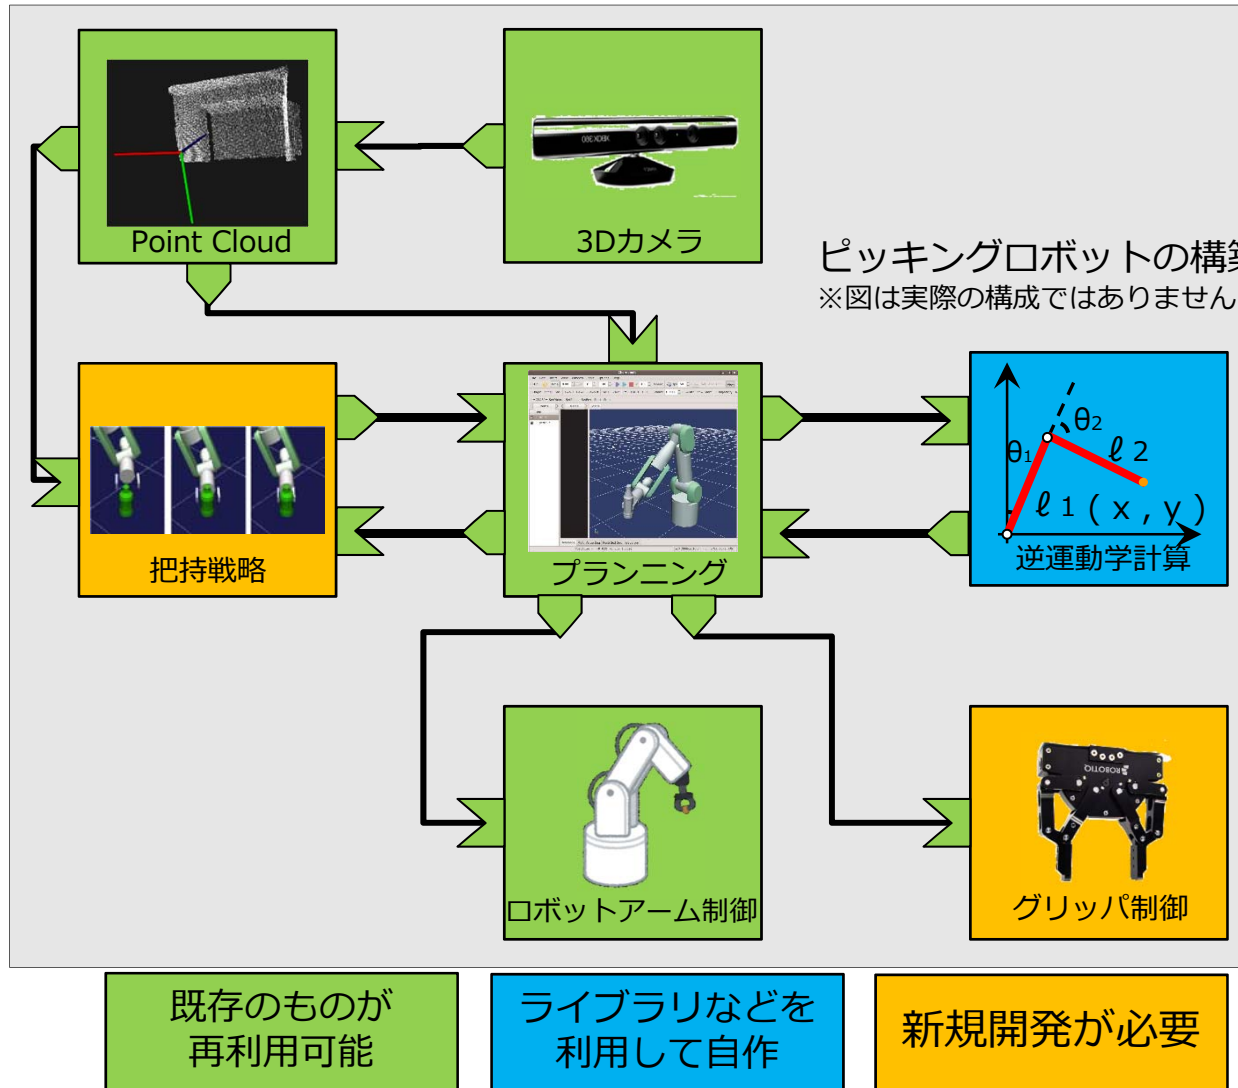 Point Cloud
XBOX360
3Dカメラ
ピッキングロボットの構築
※図は実際の構成ではありません
把持戦略
プランニング
θ1
θ2
ℓ 2
ℓ 1 ( x , y )
逆運動学計算
ロボットアーム制御
ROBOTIQ
グリッパ制御
既存のものが
再利用可能
ライブラリなどを
利用して自作
新規開発が必要